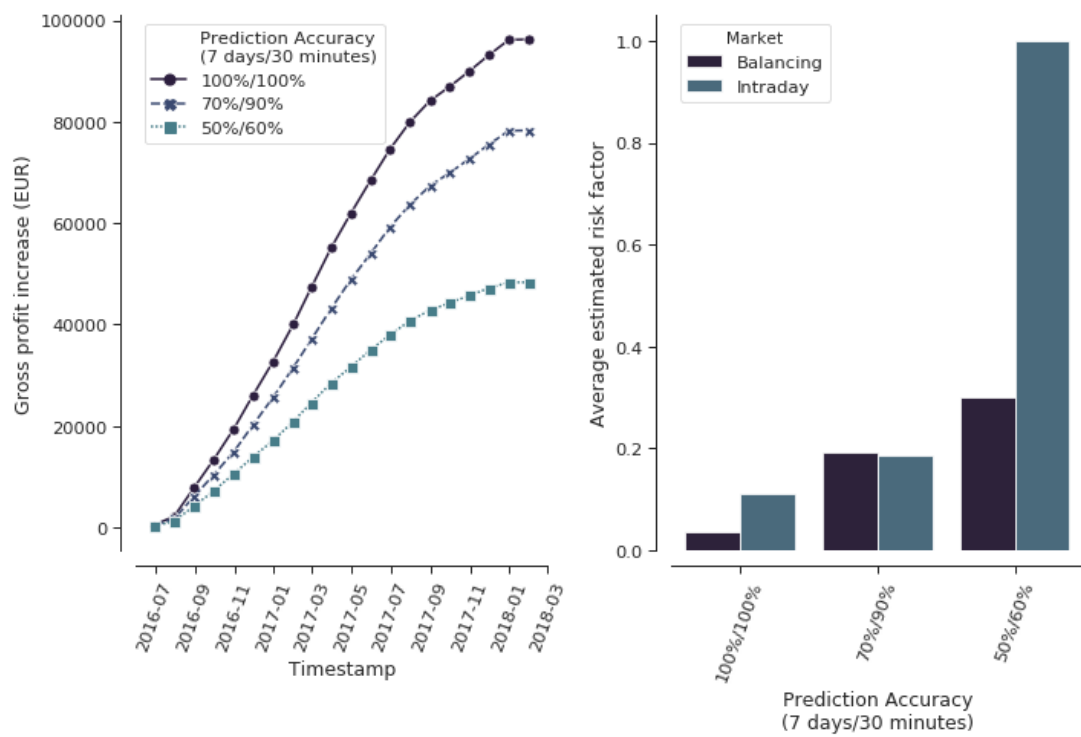 Gross profit increase (EUR)
100000
80000
60000
40000
20000
0
Prediction Accuracy
(7 days/30 minutes)
100%/100%
70%/90%
50%/60%
2016-07
2016-09
2016-11
2017-01
2017-03
2017-05
2017-07
2017-09
2017-11
2018-01
2018-03
Timestamp
Average estimated risk factor
1.0
0.8
0.6
0.4
0.2
0.0
Market
Balancing
Intraday
100%/100%
70%/90%
50%/60%
Prediction Accuracy
(7 days/30 minutes)